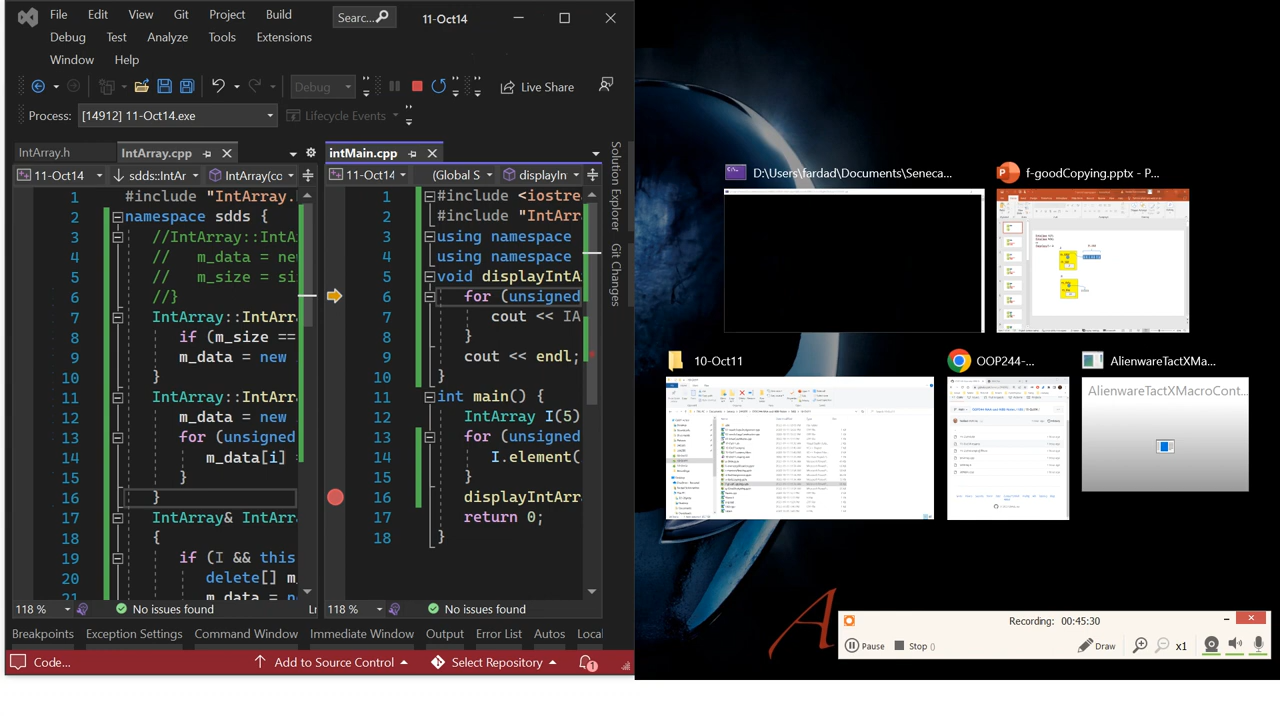 File Edit View Git Project Build Searc... 11-Oct14
Debug Test Analyze Tools Extensions
Window Help
Debug Live Share
Process: [14912] 11-Oct14.exe Lifecycle Events
IntArray.h IntArray.cpp intMain.cpp
11-Oct14 sdds::IntAr IntArray(cc 11-Oct14 (Global S displayIn
1 #include "IntArray.
2 namespace sdds {
3 //IntArray::IntA
4 // m_data = new
5 // m_size = si
6 //}
7 IntArray::IntArr
8 if (m_size ==
9 m_data = new
10 }
11 IntArray::IntArr
12 m_data = new
13 for (unsigned
14 m_data[]
15 }
16 }
17 IntArray& IntArr
18 {
19 if (I && this
20 delete[] m_
21 m_data = ne
1 #include <iostre
2 #include "IntArr
3 using namespace
4 using namespace
5 void displayIntA
6 for (unsigned
7 cout << IA
8 }
9 cout << endl;
10 }
11 int main() {
12 IntArray I(5)
13 for (unsigned
14 I.element(
15 }
16 displayIntArr
17 return 0;
18 }
Solution Explorer
Git Changes
118 % No issues found Ln
118 % No issues found
Breakpoints Exception Settings Command Window Immediate Window Output Error List Autos Local
Code... Add to Source Control Select Repository 1
D:\Users\fardad\Documents\Seneca...
f-goodCopying.pptx - P...
10-Oct11
OOP244-...
AlienwareTactXMa...
AlienwareTactXMacroCont...
Recording: 00:45:30
Pause Stop () Draw x1